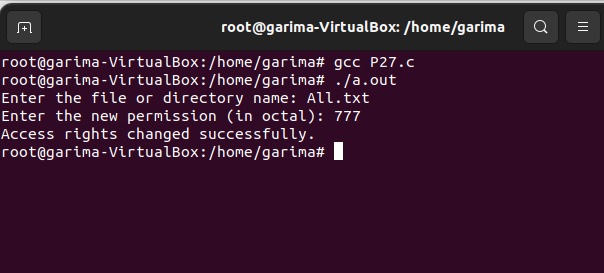 root@garima-VirtualBox: /home/garima
root@garima-VirtualBox:/home/garima# gcc P27.c
root@garima-VirtualBox:/home/garima# ./a.out
Enter the file or directory name: All.txt
Enter the new permission (in octal): 777
Access rights changed successfully.
root@garima-VirtualBox:/home/garima#